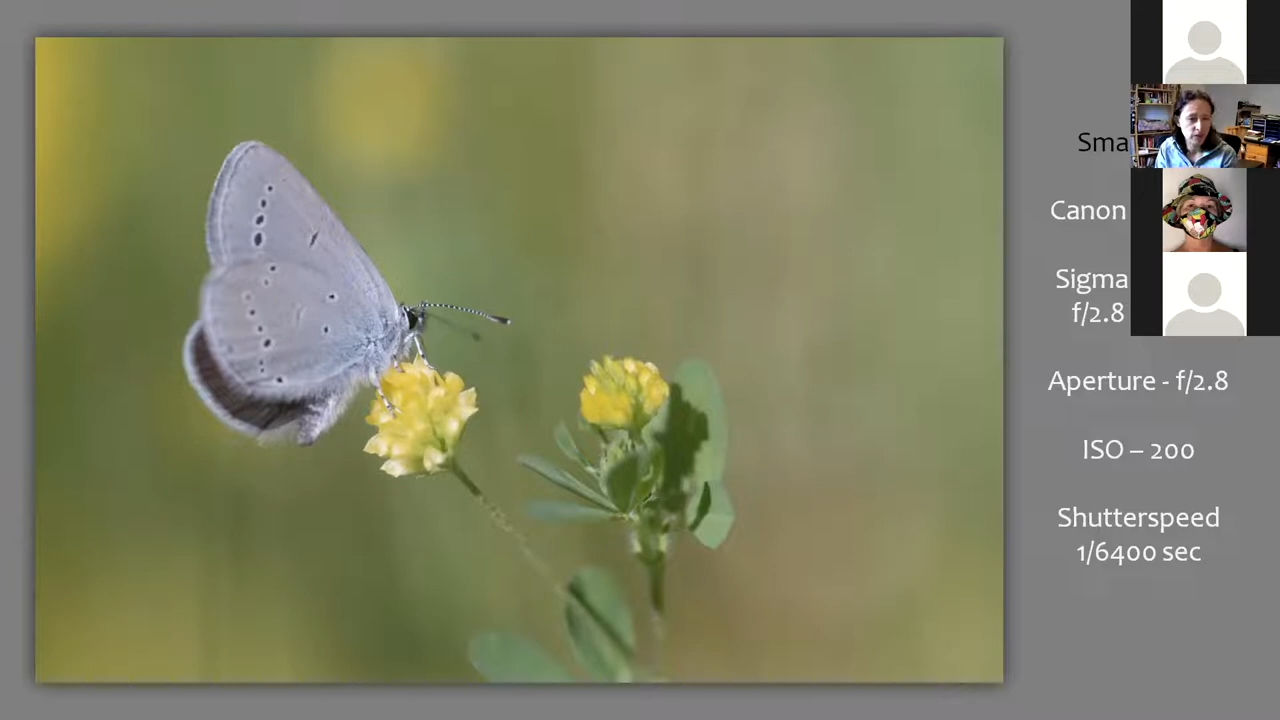 Sma
Canon
Sigma
f/2.8
Aperture - f/2.8
ISO – 200
Shutterspeed
1/6400 sec